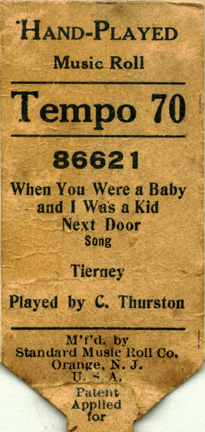 HAND-PLAYED
Music Roll
Tempo 70
86621
When You Were a Baby
and I Was a Kid
Next Door
Song
Tierney
Played by C. Thurston
M'f'd. by
Standard Music Roll Co.
Orange, N. J.
U. S. A.
Patent
Applied
for